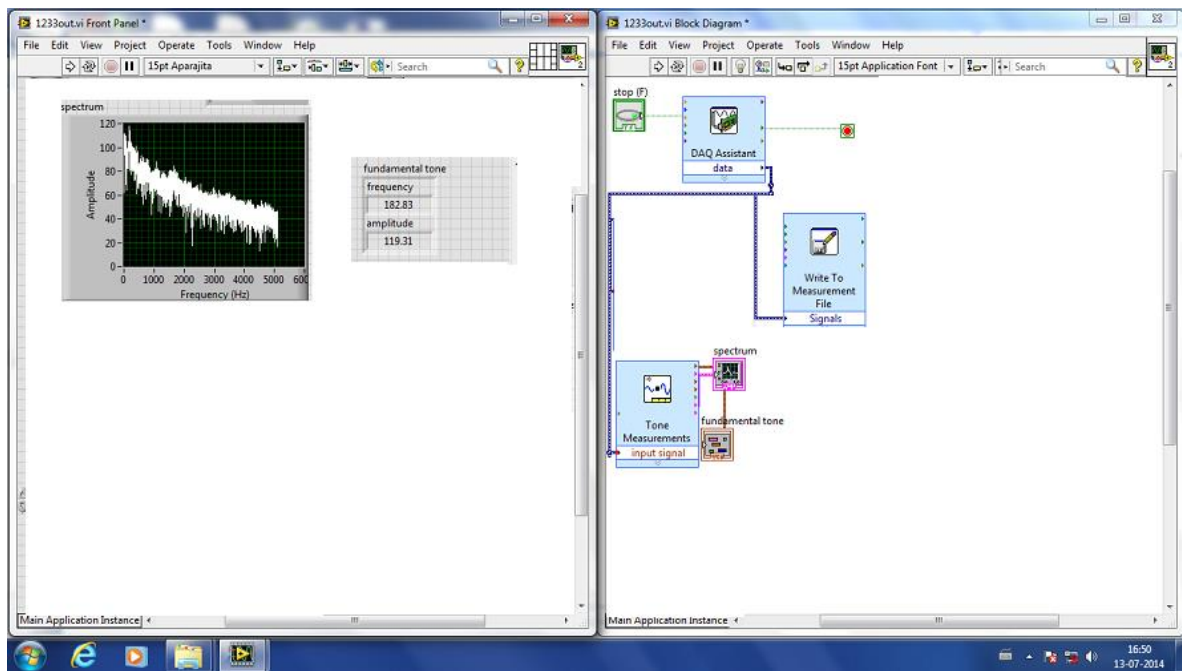 1233out.vi Front Panel *
File Edit View Project Operate Tools Window Help
15pt Aparajita
Search
2
spectrum
120
100
80
60
40
20
0
Amplitude
0 1000 2000 3000 4000 5000 600
Frequency (Hz)
fundamental tone
frequency
182.83
amplitude
119.31
Main Application Instance
1233out.vi Block Diagram *
File Edit View Project Operate Tools Window Help
15pt Application Font
Search
2
stop (F)
DAQ Assistant
data
Write To
Measurement
File
Signals
spectrum
Tone
Measurements
input signal
fundamental tone
Main Application Instance
16:50
13-07-2014